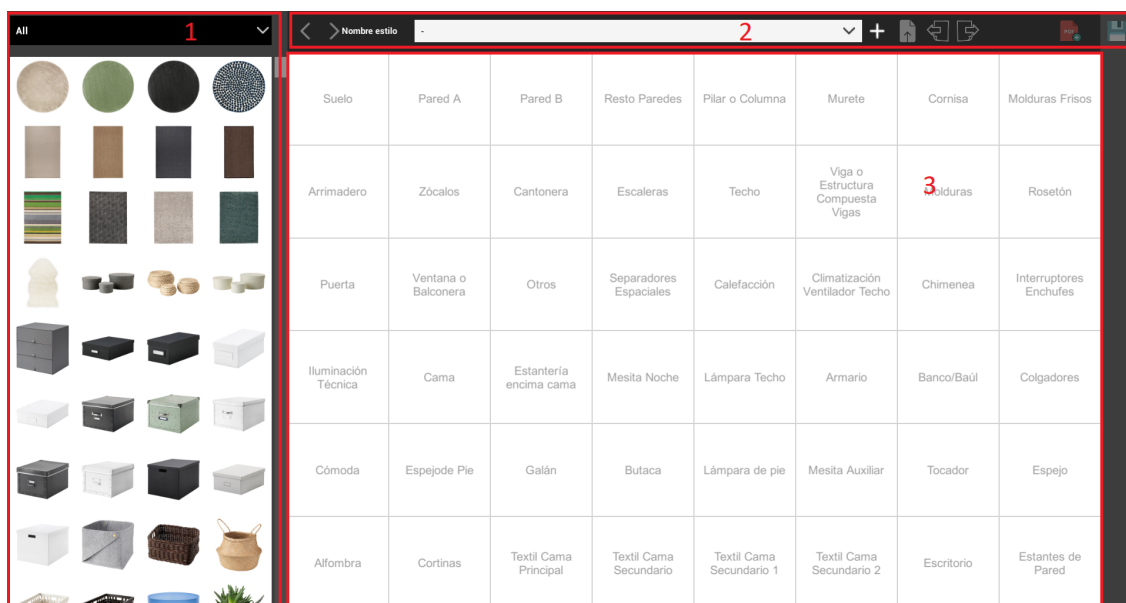 All
1
Nombre estilo
-
2
PDF
Suelo
Pared A
Pared B
Resto Paredes
Pilar o Columna
Murete
Cornisa
Molduras Frisos
Arrimadero
Zócalos
Cantonera
Escaleras
Techo
Viga o
Estructura
Compuesta
Vigas
3
Molduras
Rosetón
Puerta
Ventana o
Balconera
Otros
Separadores
Espaciales
Calefacción
Climatización
Ventilador Techo
Chimenea
Interruptores
Enchufes
Iluminación
Técnica
Cama
Estantería
encima cama
Mesita Noche
Lámpara Techo
Armario
Banco/Baúl
Colgadores
Cómoda
Espejode Pie
Galán
Butaca
Lámpara de pie
Mesita Auxiliar
Tocador
Espejo
Alfombra
Cortinas
Textil Cama
Principal
Textil Cama
Secundario
Textil Cama
Secundario 1
Textil Cama
Secundario 2
Escritorio
Estantes de
Pared